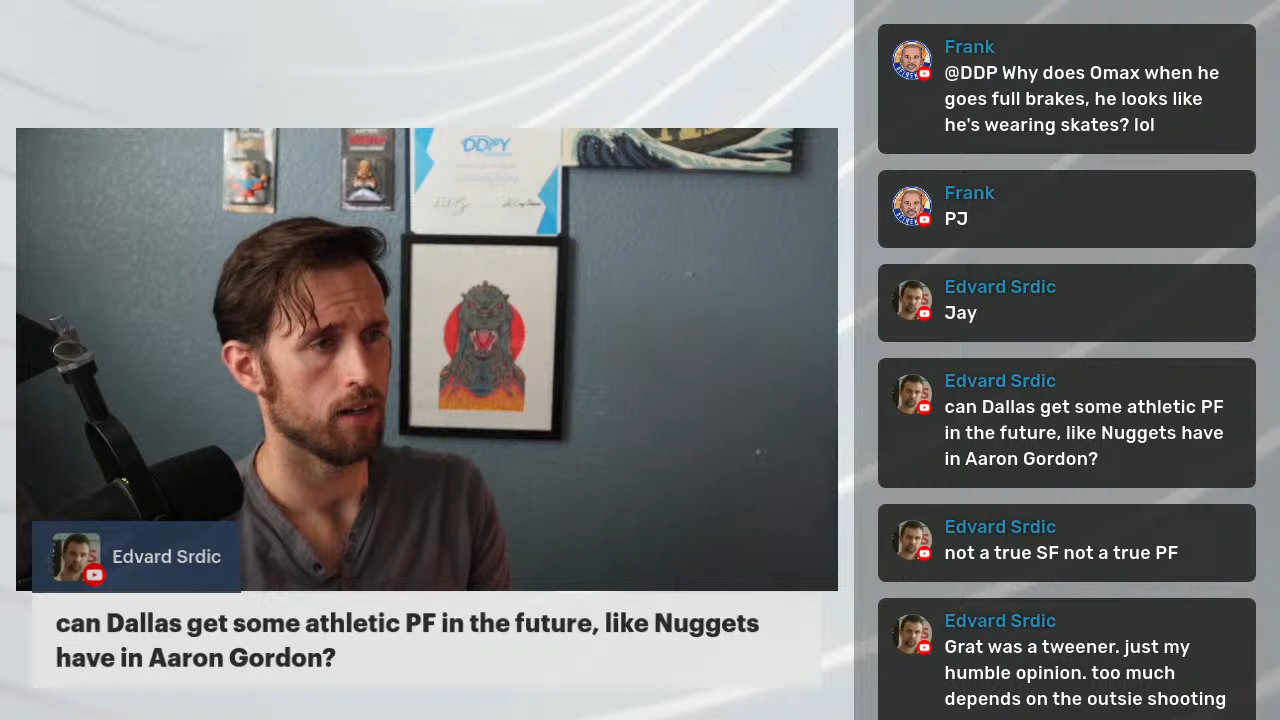 DDPY
Edvard Srdic
can Dallas get some athletic PF in the future, like Nuggets
have in Aaron Gordon?
Frank
@DDP Why does Omax when he
goes full brakes, he looks like
he's wearing skates? lol
Frank
PJ
Edvard Srdic
Jay
Edvard Srdic
can Dallas get some athletic PF
in the future, like Nuggets have
in Aaron Gordon?
Edvard Srdic
not a true SF not a true PF
Edvard Srdic
Grat was a tweener. just my
humble opinion. too much
depends on the outsie shooting